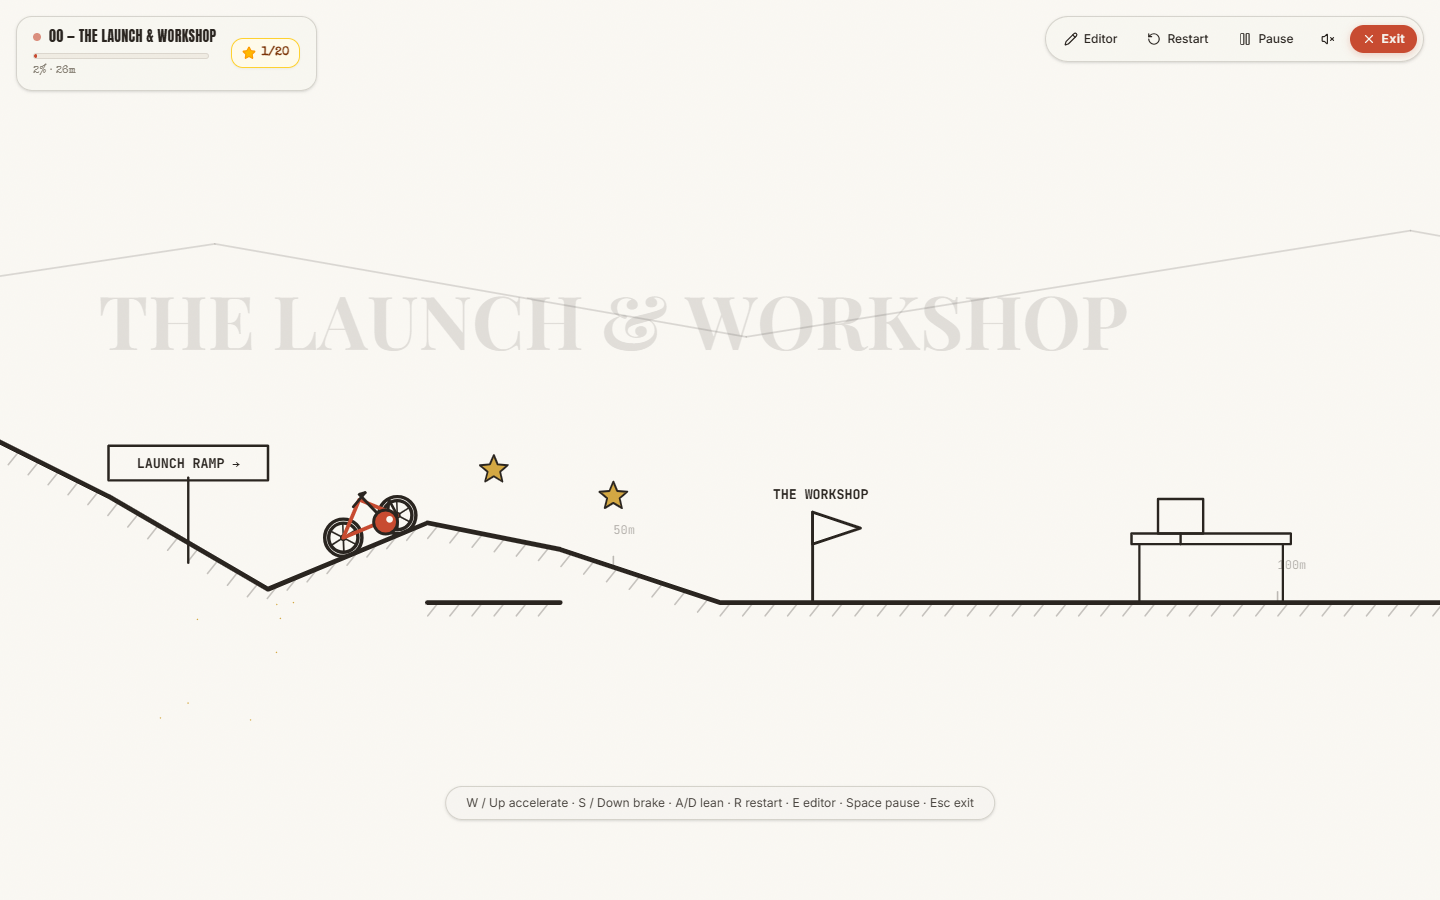 00 — THE LAUNCH & WORKSHOP
1/20
2% · 26m
Editor
Restart
Pause
Exit
THE LAUNCH & WORKSHOP
LAUNCH RAMP →
50m
THE WORKSHOP
100m
W / Up accelerate · S / Down brake · A/D lean · R restart · E editor · Space pause · Esc exit